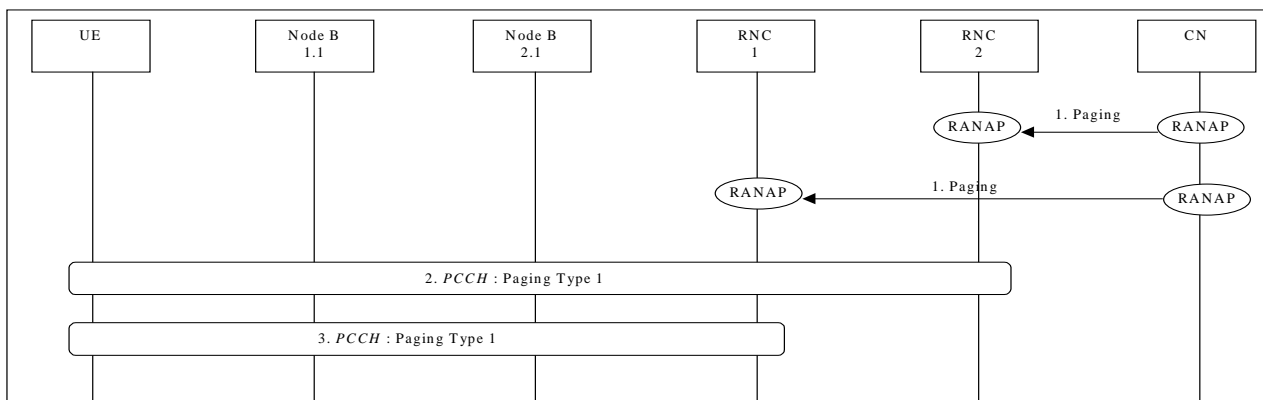 UE
Node B
1.1
Node B
2.1
RNC
1
RNC
2
CN
RANAP
1. Paging
RANAP
RANAP
1. Paging
RANAP
2. PCCH : Paging Type 1
3. PCCH : Paging Type 1